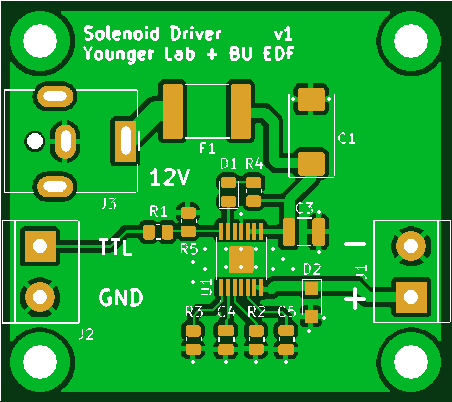 Solenoid Driver v1
Younger Lab + BU EDF
F1
C1
D1 R4
12V
J3
R1
C3
TTL
R5
−
D2
J1
U1
GND
+
R3 C4 R2 C5
J2